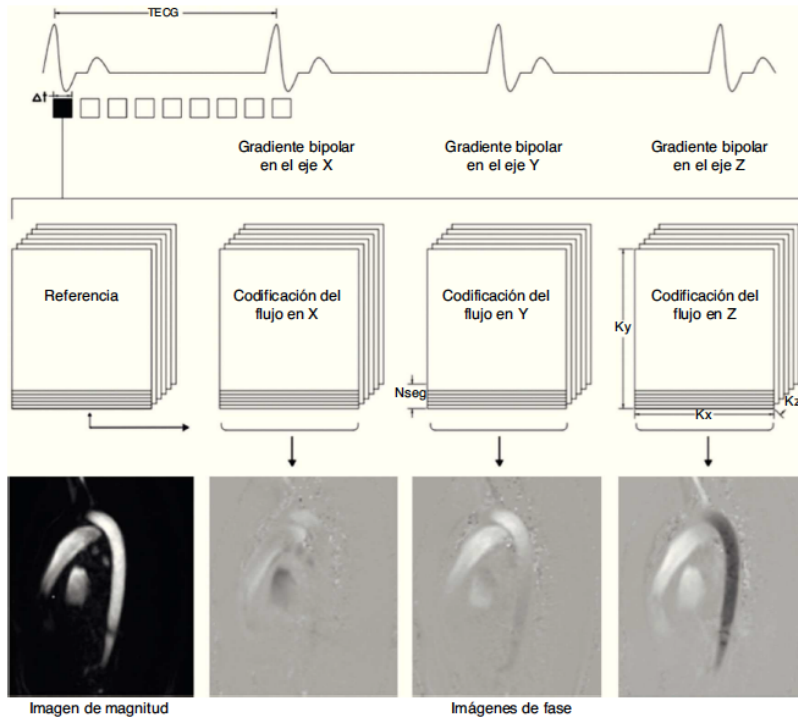 TECG
Δt
Gradiente bipolar
en el eje X
Gradiente bipolar
en el eje Y
Gradiente bipolar
en el eje Z
Referencia
Codificación del
flujo en X
Codificación del
flujo en Y
Codificación del
flujo en Z
Ky
Nseg
Kx
Kz
Imagen de magnitud
Imágenes de fase